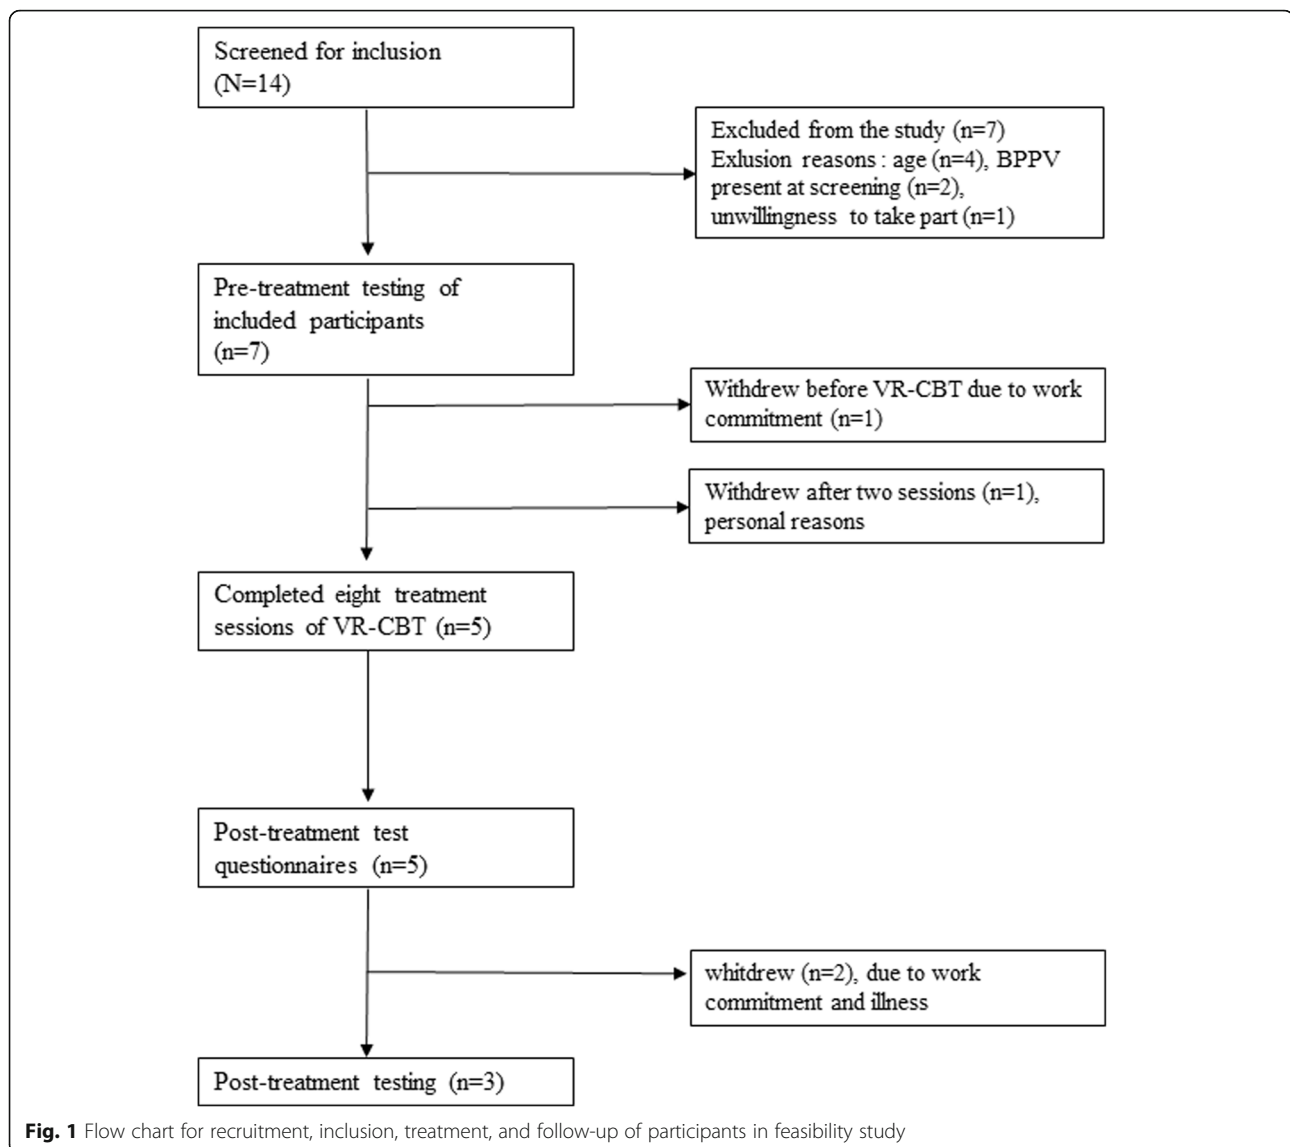 Screened for inclusion
(N=14)
Excluded from the study (n=7)
Exlusion reasons : age (n=4), BPPV
present at screening (n=2),
unwillingness to take part (n=1)
Pre-treatment testing of
included participants
(n=7)
Withdrew before VR-CBT due to work
commitment (n=1)
Withdrew after two sessions (n=1),
personal reasons
Completed eight treatment
sessions of VR-CBT (n=5)
Post-treatment test
questionnaires (n=5)
whitdrew (n=2), due to work
commitment and illness
Post-treatment testing (n=3)
Fig. 1 Flow chart for recruitment, inclusion, treatment, and follow-up of participants in feasibility study